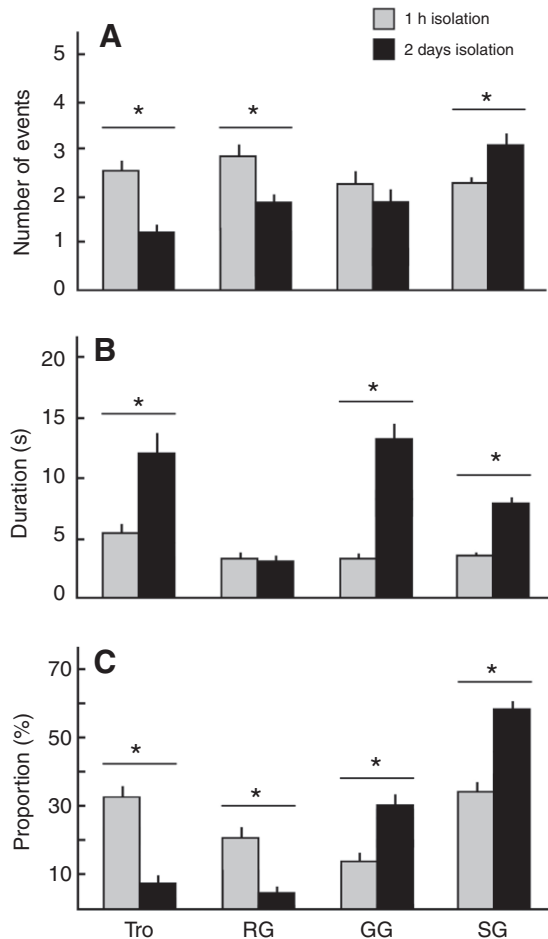 1 h isolation
2 days isolation
A
Number of events
5
4
3
2
1
0
*
*
*
B
Duration (s)
20
15
10
5
0
*
*
*
C
Proportion (%)
70
50
30
10
*
*
*
*
Tro RG GG SG